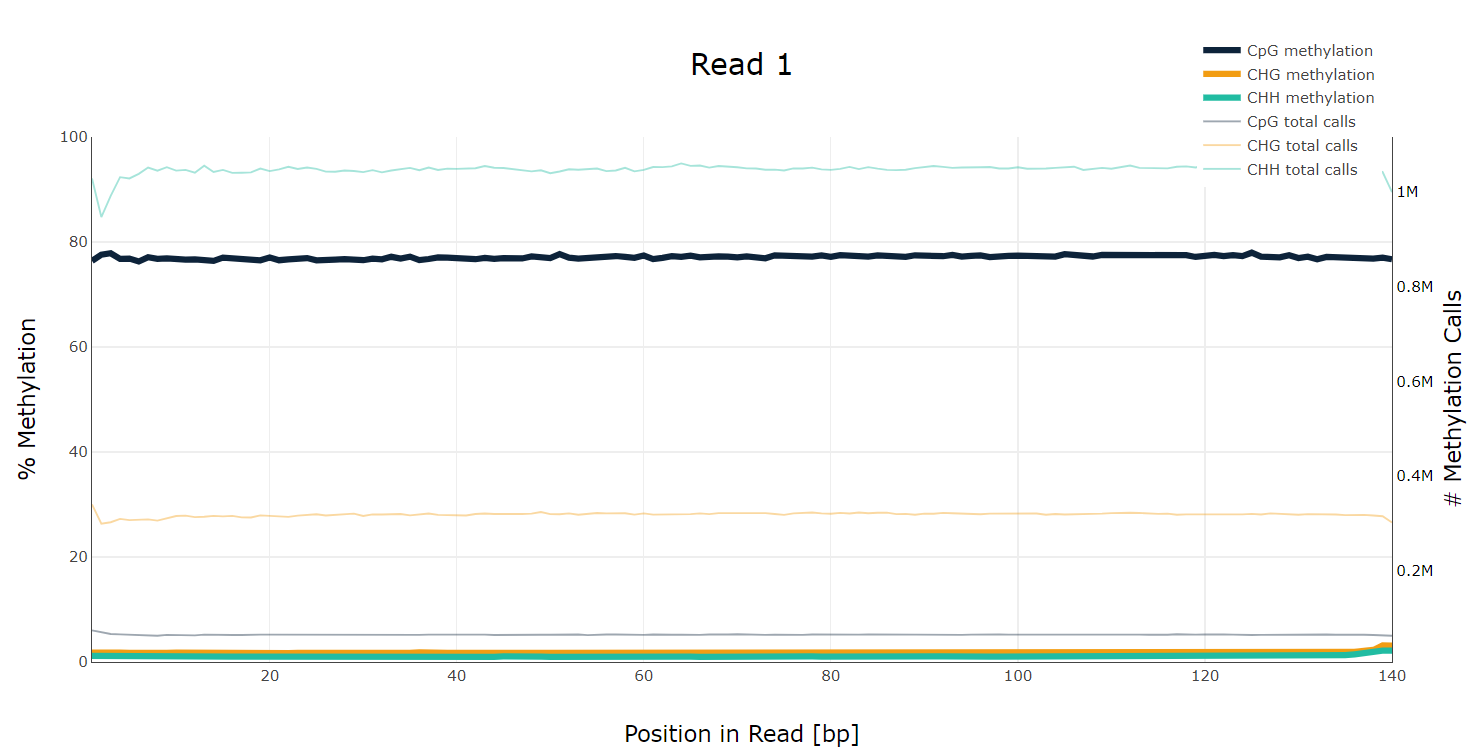 Read 1
CpG methylation
CHG methylation
CHH methylation
CpG total calls
CHG total calls
CHH total calls
100
80
60
40
20
0
% Methylation
1M
0.8M
0.6M
0.4M
0.2M
# Methylation Calls
20 40 60 80 100 120 140
Position in Read [bp]